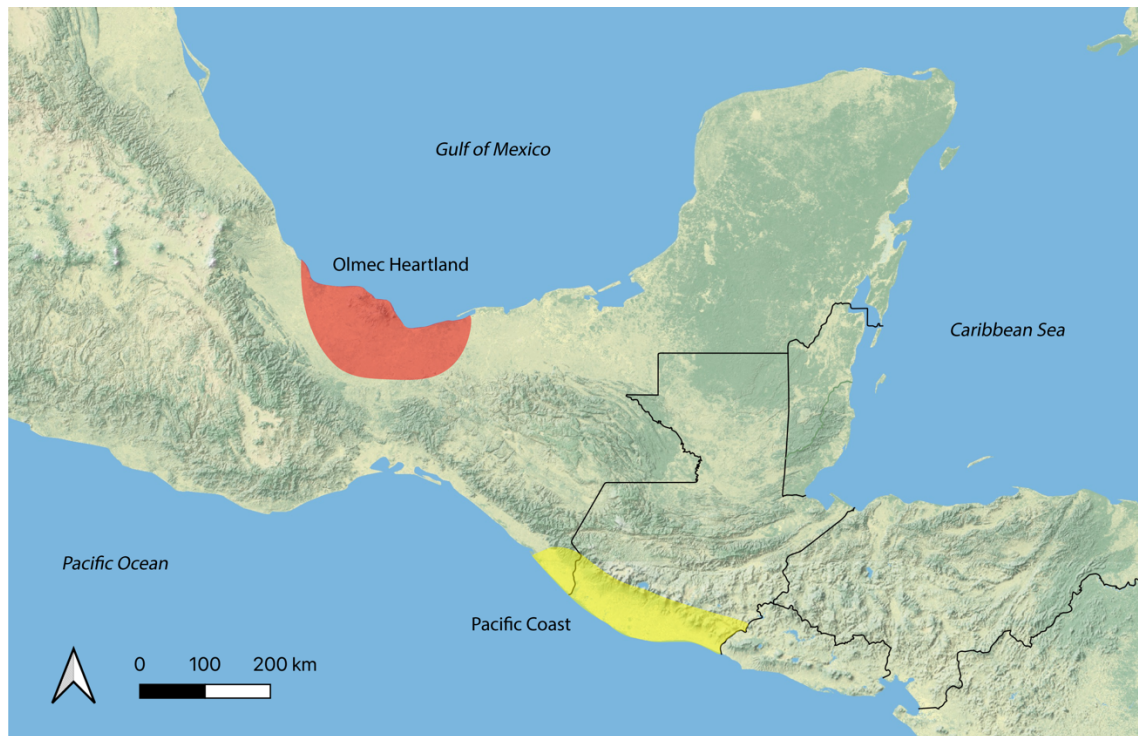 Gulf of Mexico
Olmec Heartland
Caribbean Sea
Pacific Ocean
Pacific Coast
0 100 200 km